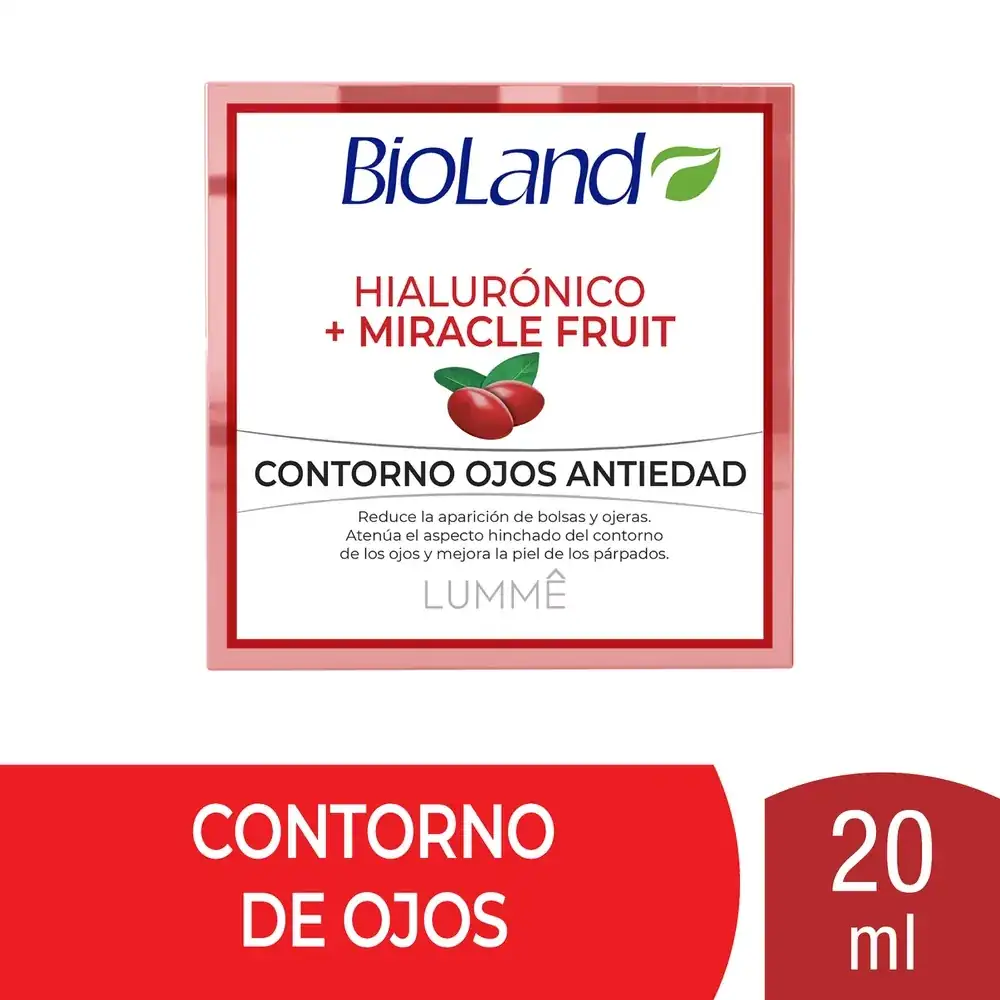 BioLand
HIALURÓNICO
+ MIRACLE FRUIT
CONTORNO OJOS ANTIEDAD
Reduce la aparición de bolsas y ojeras.
Atenúa el aspecto hinchado del contorno
de los ojos y mejora la piel de los párpados.
LUMMÊ
CONTORNO
DE OJOS
20
ml